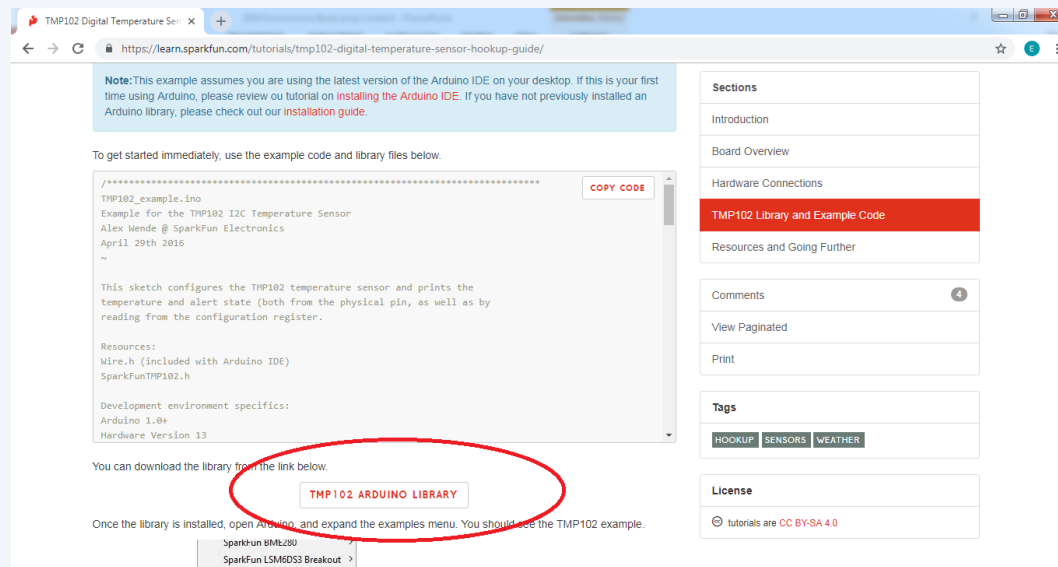 TMP102 Digital Temperature Sen
https://learn.sparkfun.com/tutorials/tmp102-digital-temperature-sensor-hookup-guide/
E
Note:This example assumes you are using the latest version of the Arduino IDE on your desktop. If this is your first
time using Arduino, please review ou tutorial on installing the Arduino IDE. If you have not previously installed an
Arduino library, please check out our installation guide.
To get started immediately, use the example code and library files below.
COPY CODE
/******************************************************************************
TMP102_example.ino
Example for the TMP102 I2C Temperature Sensor
Alex Wende @ SparkFun Electronics
April 29th 2016
~
This sketch configures the TMP102 temperature sensor and prints the
temperature and alert state (both from the physical pin, as well as by
reading from the configuration register.
Resources:
Wire.h (included with Arduino IDE)
SparkFunTMP102.h
Development environment specifics:
Arduino 1.0+
Hardware Version 13
You can download the library from the link below.
TMP102 ARDUINO LIBRARY
Once the library is installed, open Arduino, and expand the examples menu. You should see the TMP102 example.
SparkFun BME280
SparkFun LSM6DS3 Breakout
Sections
Introduction
Board Overview
Hardware Connections
TMP102 Library and Example Code
Resources and Going Further
Comments 4
View Paginated
Print
Tags
HOOKUP SENSORS WEATHER
License
tutorials are CC BY-SA 4.0